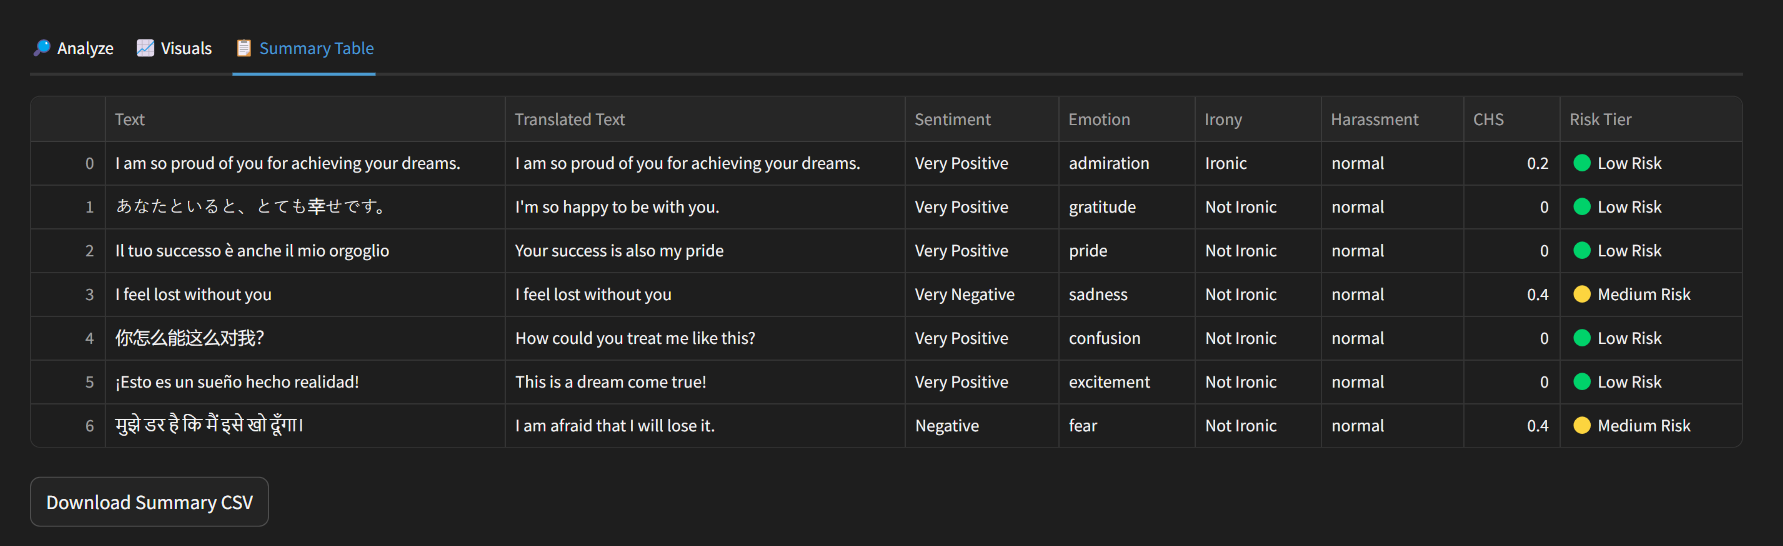 Analyze Visuals Summary Table
Text Translated Text Sentiment Emotion Irony Harassment CHS Risk Tier
0 I am so proud of you for achieving your dreams. I am so proud of you for achieving your dreams. Very Positive admiration Ironic normal 0.2 Low Risk
1 あなたといると、とても幸せです。 I'm so happy to be with you. Very Positive gratitude Not Ironic normal 0 Low Risk
2 Il tuo successo è anche il mio orgoglio Your success is also my pride Very Positive pride Not Ironic normal 0 Low Risk
3 I feel lost without you I feel lost without you Very Negative sadness Not Ironic normal 0.4 Medium Risk
4 你怎么能这么对我? How could you treat me like this? Very Positive confusion Not Ironic normal 0 Low Risk
5 ¡Esto es un sueño hecho realidad! This is a dream come true! Very Positive excitement Not Ironic normal 0 Low Risk
6 मुझे डर है कि मैं इसे खो दूँगा। I am afraid that I will lose it. Negative fear Not Ironic normal 0.4 Medium Risk
Download Summary CSV